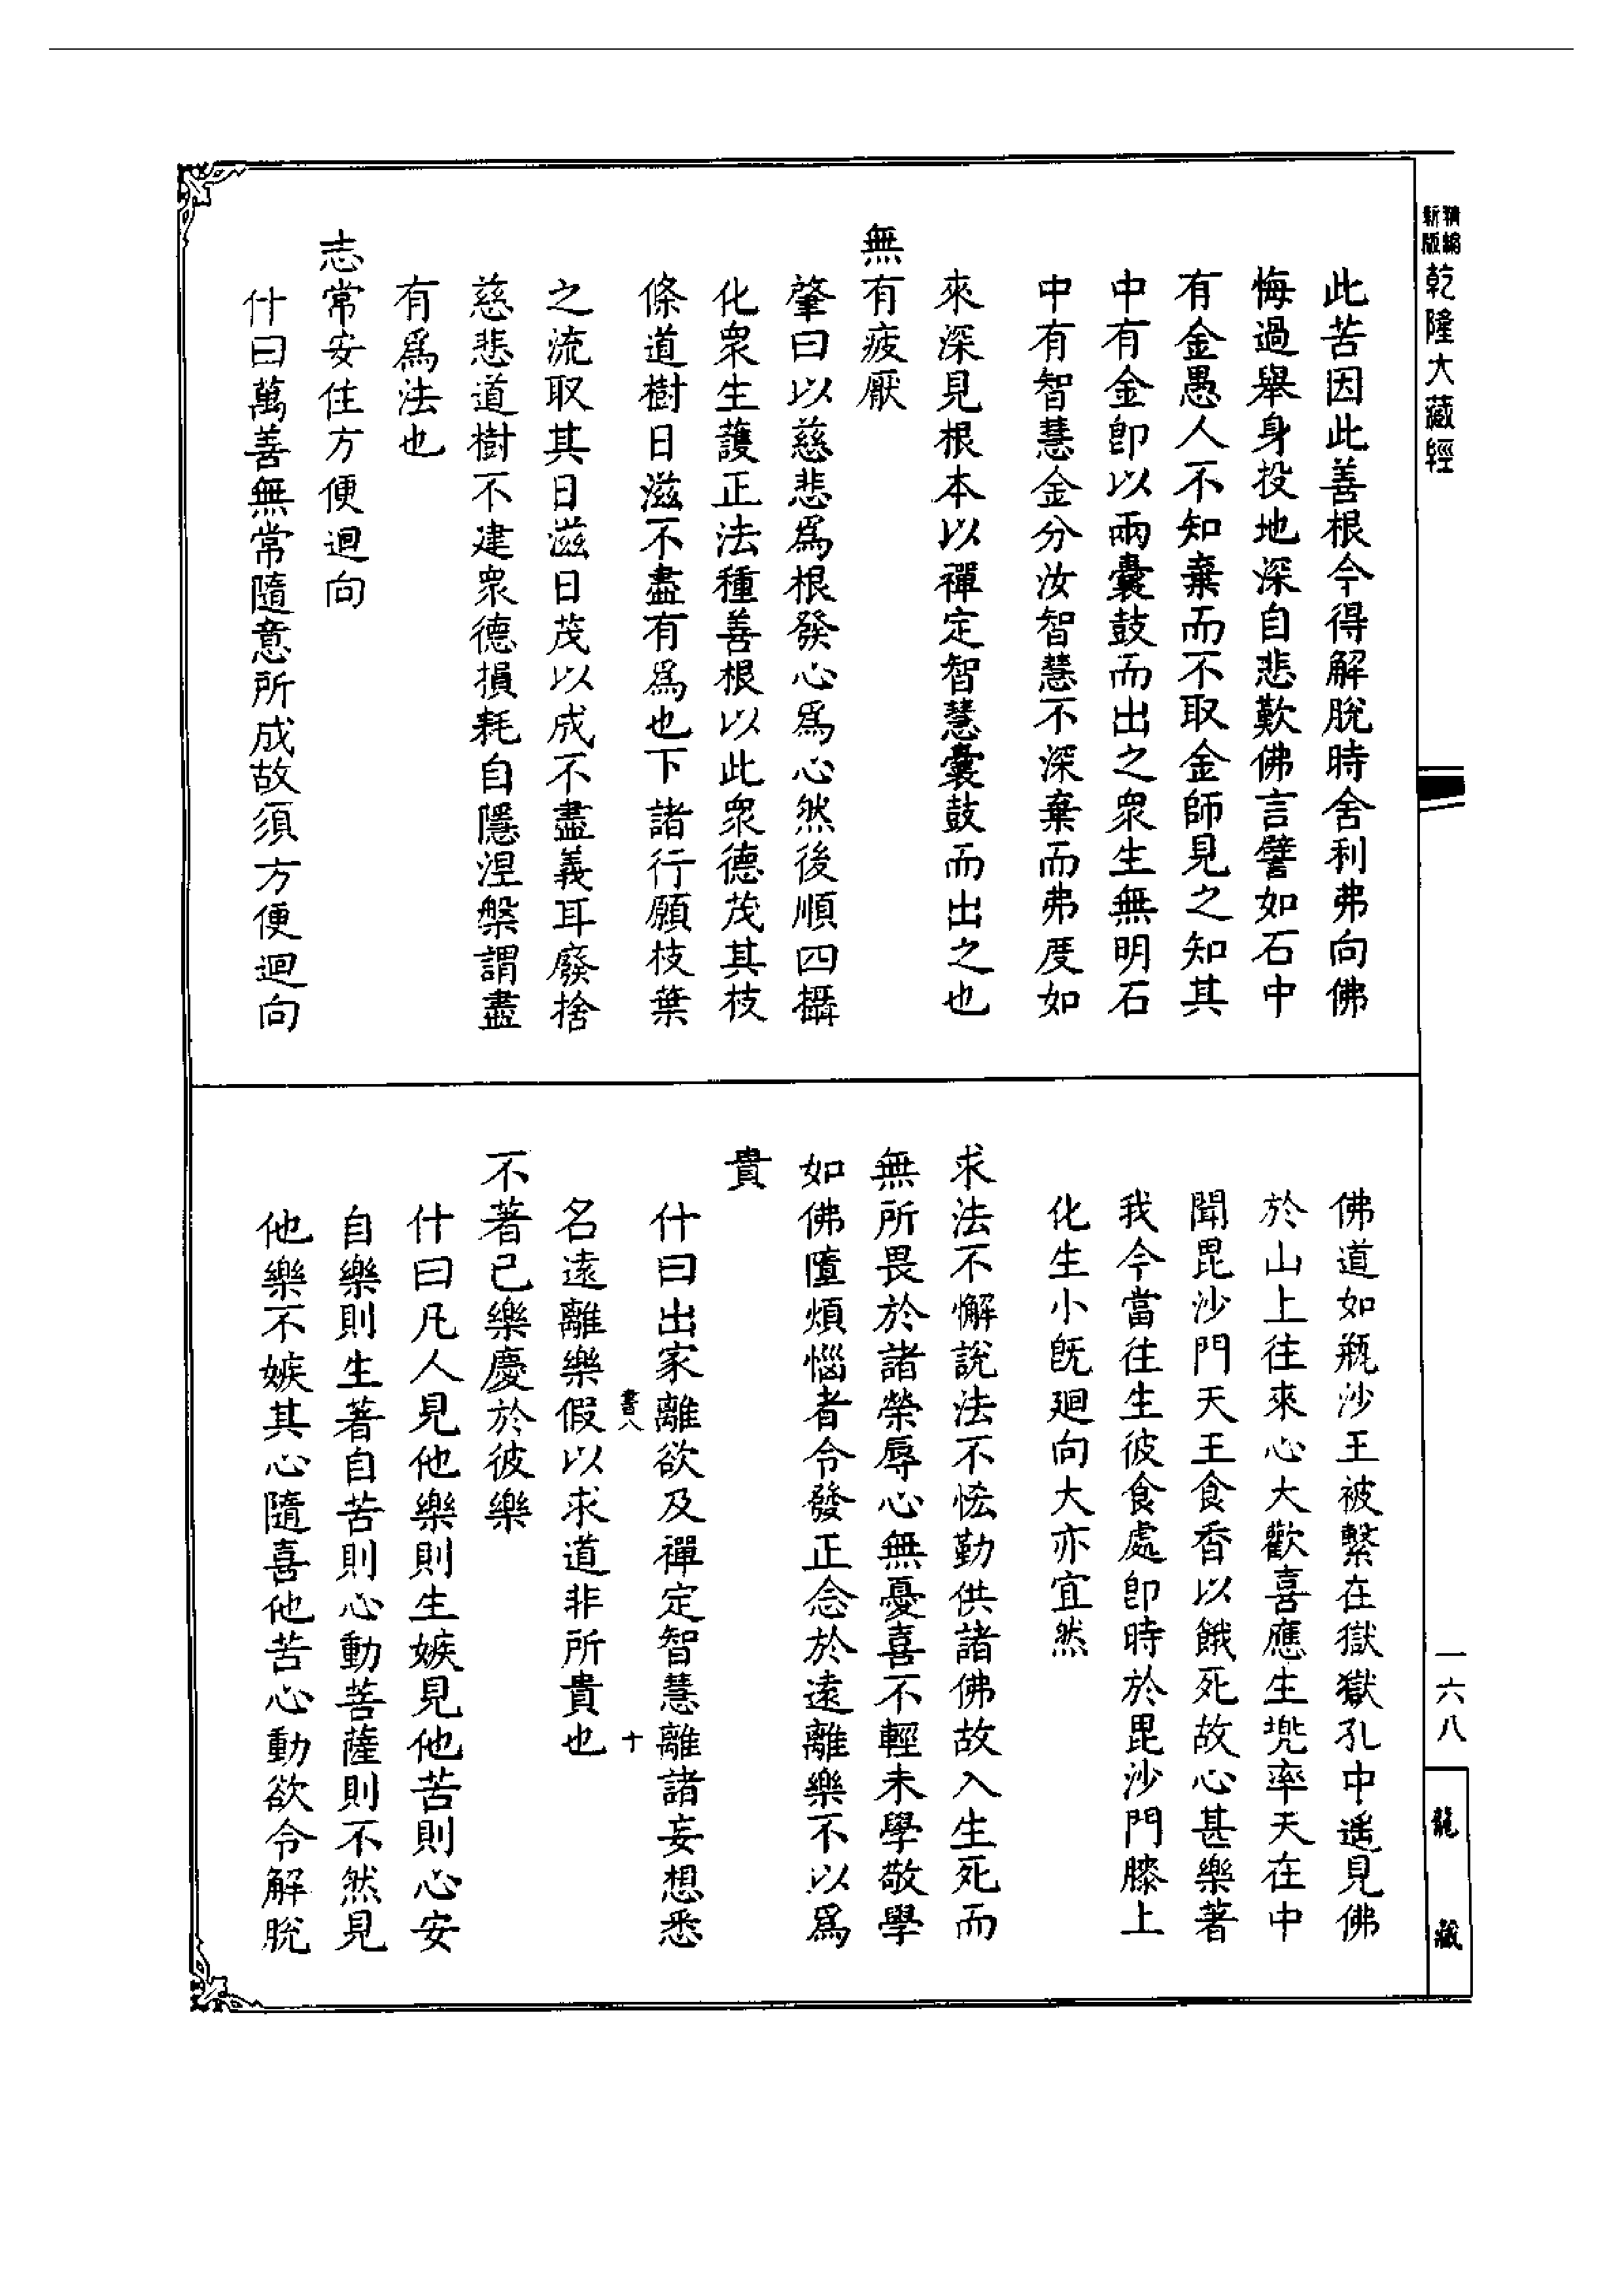 精編新版乾隆大藏經
此苦因此善根今得解脫時舍利弗向佛
悔過舉身投地深自悲歎佛言譬如石中
有金愚人不知棄而不取金師見之知其
中有金即以兩囊鼓而出之衆生無明石
中有智慧金分汝智慧不深棄而弗度如
來深見根本以禪定智慧囊鼓而出之也
無有疲厭
肇曰以慈悲爲根發心爲心然後順四攝
化衆生護正法種善根以此衆德茂其枝
條道樹日滋不盡有爲也下諸行願枝葉
之流取其日滋日茂以成不盡義耳廢捨
慈悲道樹不建衆德損耗自隱涅槃謂盡
有爲法也
志常安住方便迴向
什曰萬善無常隨意所成故須方便迴向
佛道如瓶沙王被繫在獄獄孔中遙見佛
於山上往來心大歡喜應生兜率天在中
聞毘沙門天王食香以餓死故心甚樂著
我今當往生彼食處即時於毘沙門膝上
化生小旣迴向大亦宜然
求法不懈說法不恡勤供諸佛故入生死而
無所畏於諸榮辱心無憂喜不輕未學敬學
如佛墮煩惱者令發正念於遠離樂不以爲
貴
什曰出家離欲及禪定智慧離諸妄想悉
書八 十
名遠離樂假以求道非所貴也
不著己樂慶於彼樂
什曰凡人見他樂則生嫉見他苦則心安
自樂則生著自苦則心動菩薩則不然見
他樂不嫉其心隨喜他苦心動欲令解脫
一六八
龍藏